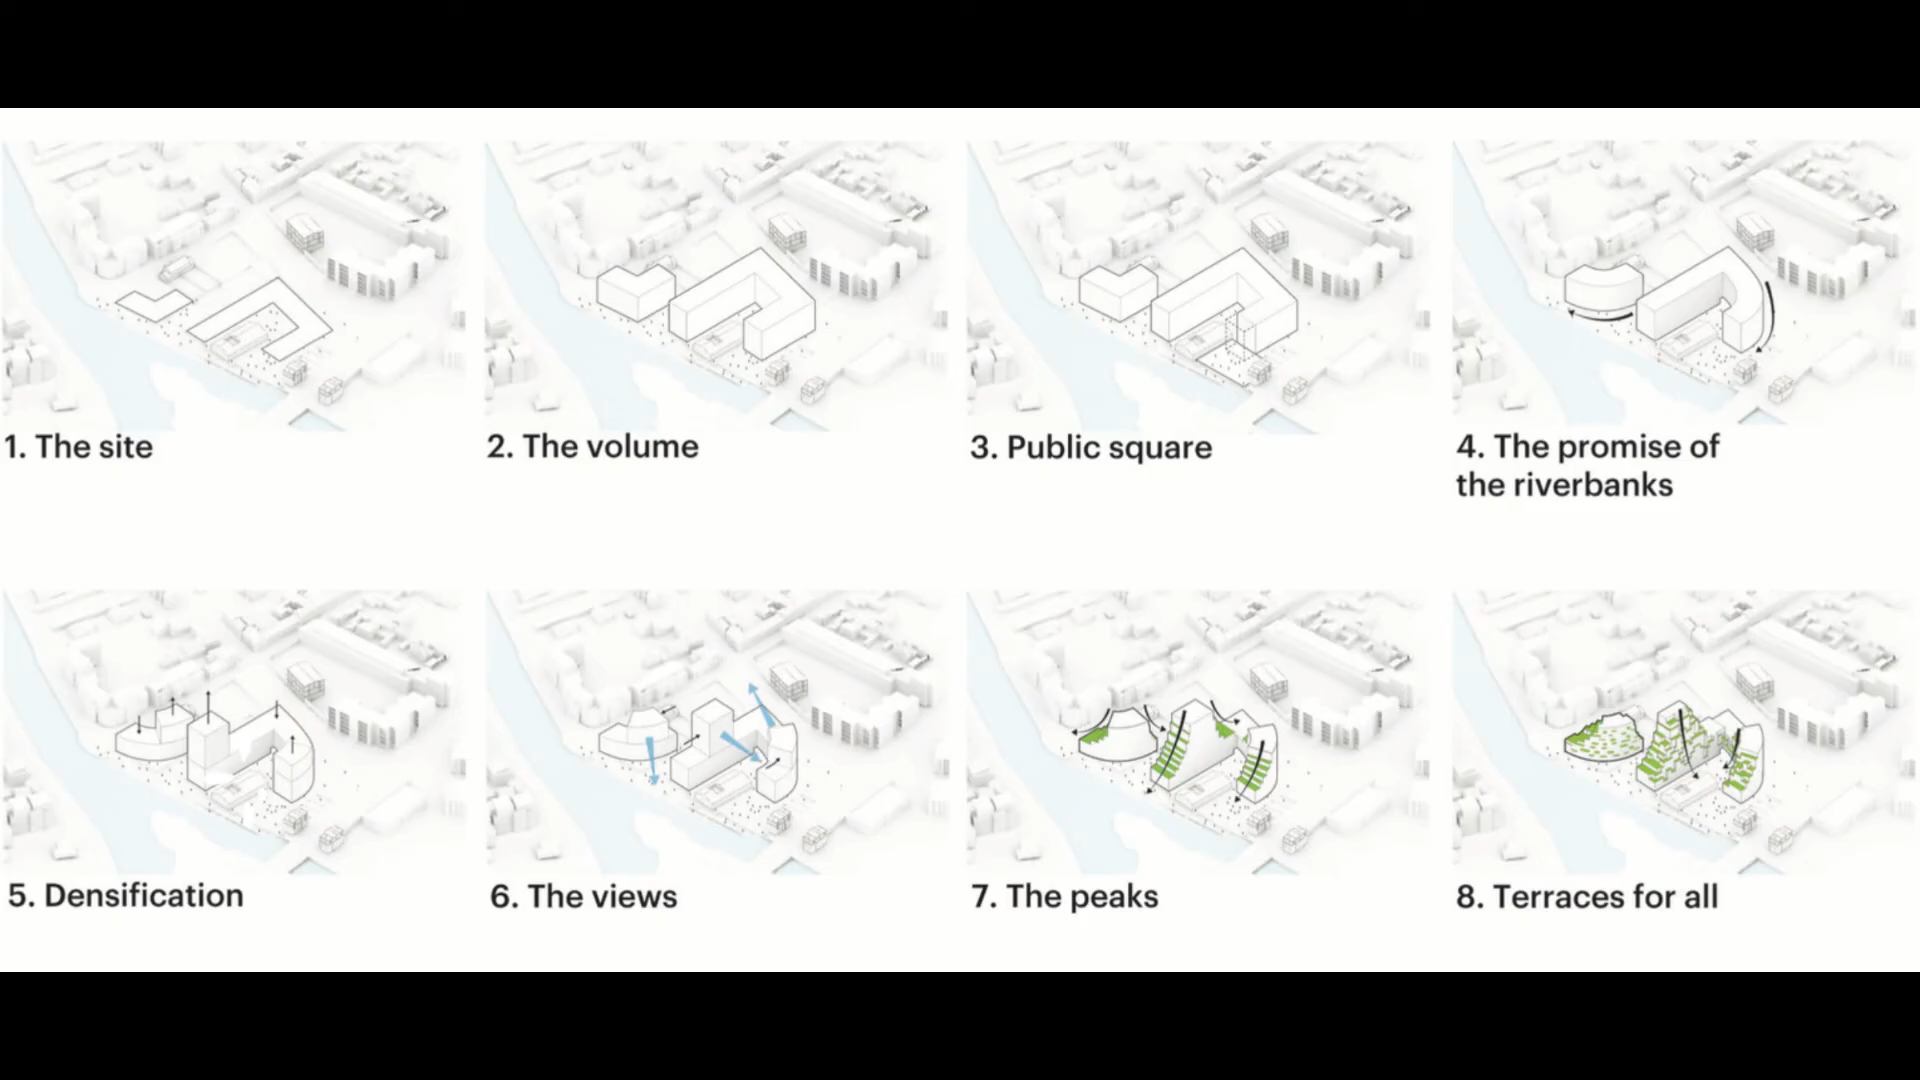 1. The site
2. The volume
3. Public square
4. The promise of
the riverbanks
5. Densification
6. The views
7. The peaks
8. Terraces for all